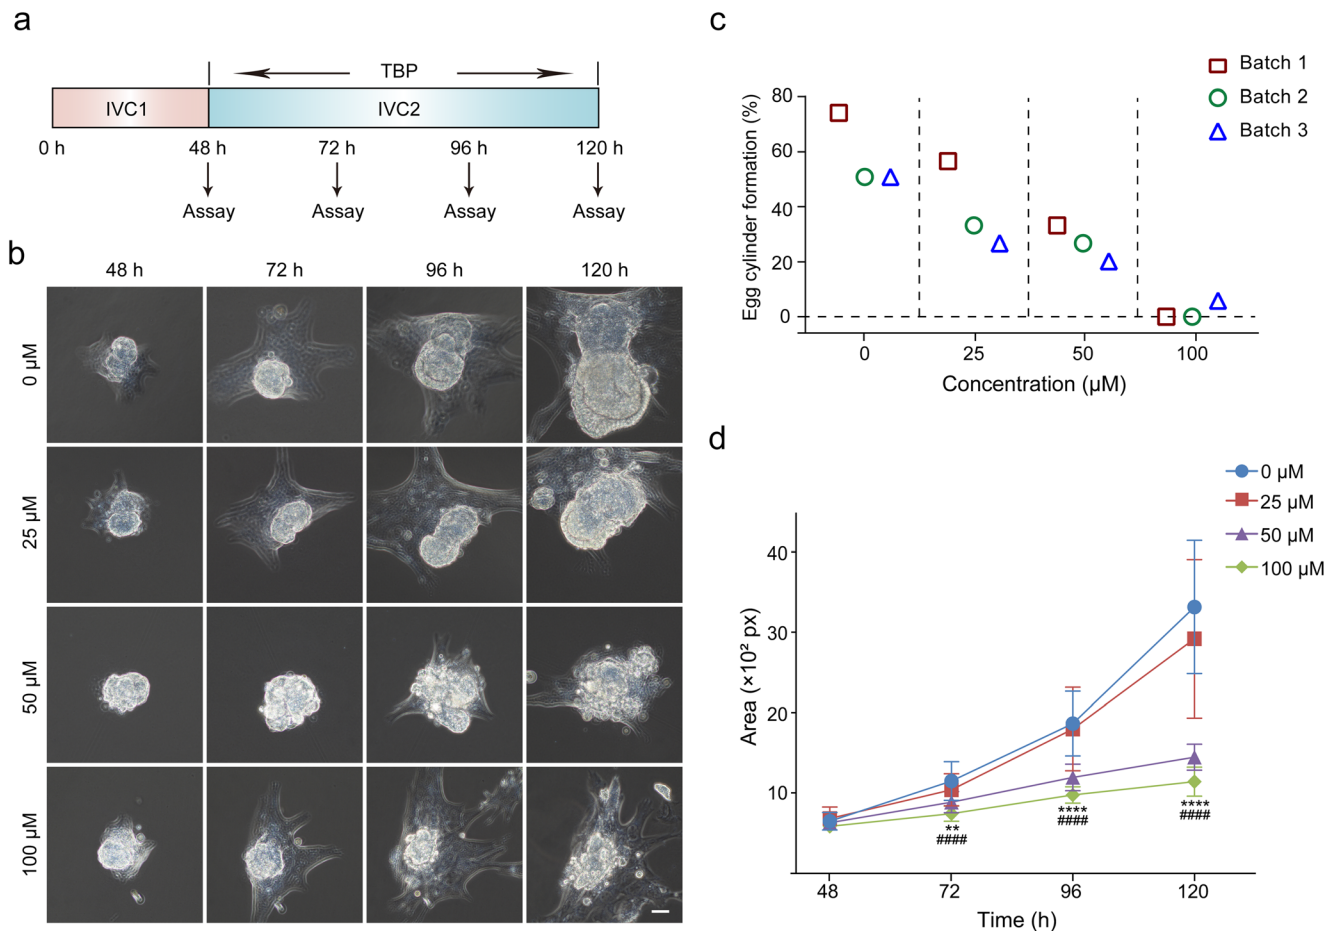 a
TBP
IVC1
IVC2
0 h
48 h
72 h
96 h
120 h
Assay
Assay
Assay
Assay
b
48 h
72 h
96 h
120 h
0 µM
25 µM
50 µM
100 µM
c
Batch 1
Batch 2
Batch 3
Egg cylinder formation (%)
80
60
40
20
0
0
25
50
100
Concentration (µM)
d
0 µM
25 µM
50 µM
100 µM
Area (×10² px)
40
30
20
10
**
####
****
####
****
####
48
72
96
120
Time (h)